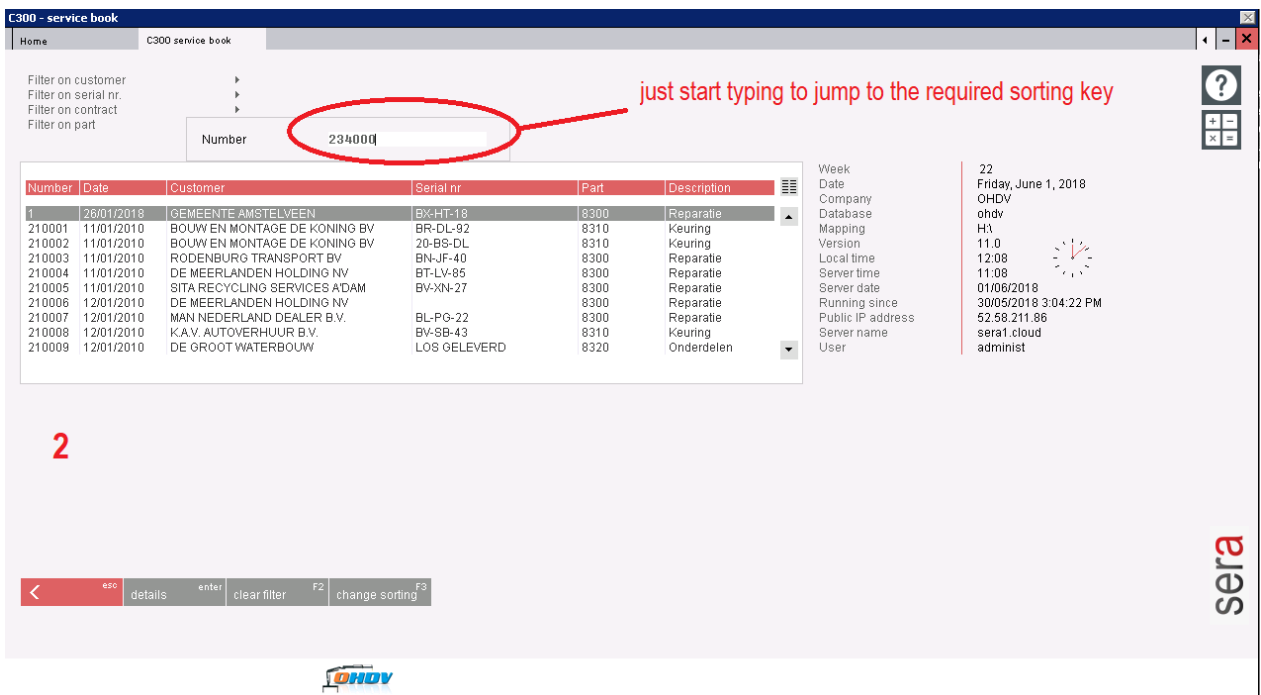 C300 - service book
Home C300 service book
Filter on customer
Filter on serial nr.
Filter on contract
Filter on part
Number 234000
just start typing to jump to the required sorting key
?
+ - × =
Number Date Customer Serial nr Part Description
1 26/01/2018 GEMEENTE AMSTELVEEN BX-HT-18 8300 Reparatie
210001 11/01/2010 BOUW EN MONTAGE DE KONING BV BR-DL-92 8310 Keuring
210002 11/01/2010 BOUW EN MONTAGE DE KONING BV 20-BS-DL 8310 Keuring
210003 11/01/2010 RODENBURG TRANSPORT BV BN-JF-40 8300 Reparatie
210004 11/01/2010 DE MEERLANDEN HOLDING NV BT-LV-85 8300 Reparatie
210005 11/01/2010 SITA RECYCLING SERVICES A'DAM BV-XN-27 8300 Reparatie
210006 12/01/2010 DE MEERLANDEN HOLDING NV 8300 Reparatie
210007 12/01/2010 MAN NEDERLAND DEALER B.V. BL-PG-22 8300 Reparatie
210008 12/01/2010 K.A.V. AUTOVERHUUR B.V. BV-SB-43 8310 Keuring
210009 12/01/2010 DE GROOT WATERBOUW LOS GELEVERD 8320 Onderdelen
Week 22
Date Friday, June 1, 2018
Company OHDV
Database ohdv
Mapping H:\
Version 11.0
Local time 12:08
Server time 11:08
Server date 01/06/2018
Running since 30/05/2018 3:04:22 PM
Public IP address 52.58.211.86
Server name sera1.cloud
User administ
2
esc details enter clear filter F2 change sorting F3
sera
OHDV